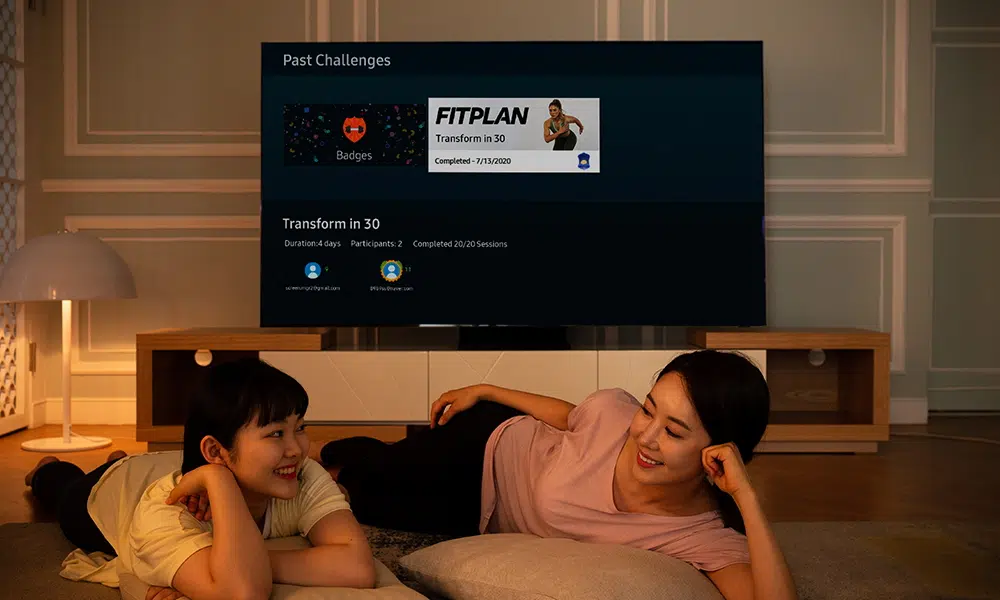 Past Challenges
Badges
FITPLAN
Transform in 30
Completed - 7/13/2020
Transform in 30
Duration:4 days Participants: 2 Completed 20/20 Sessions